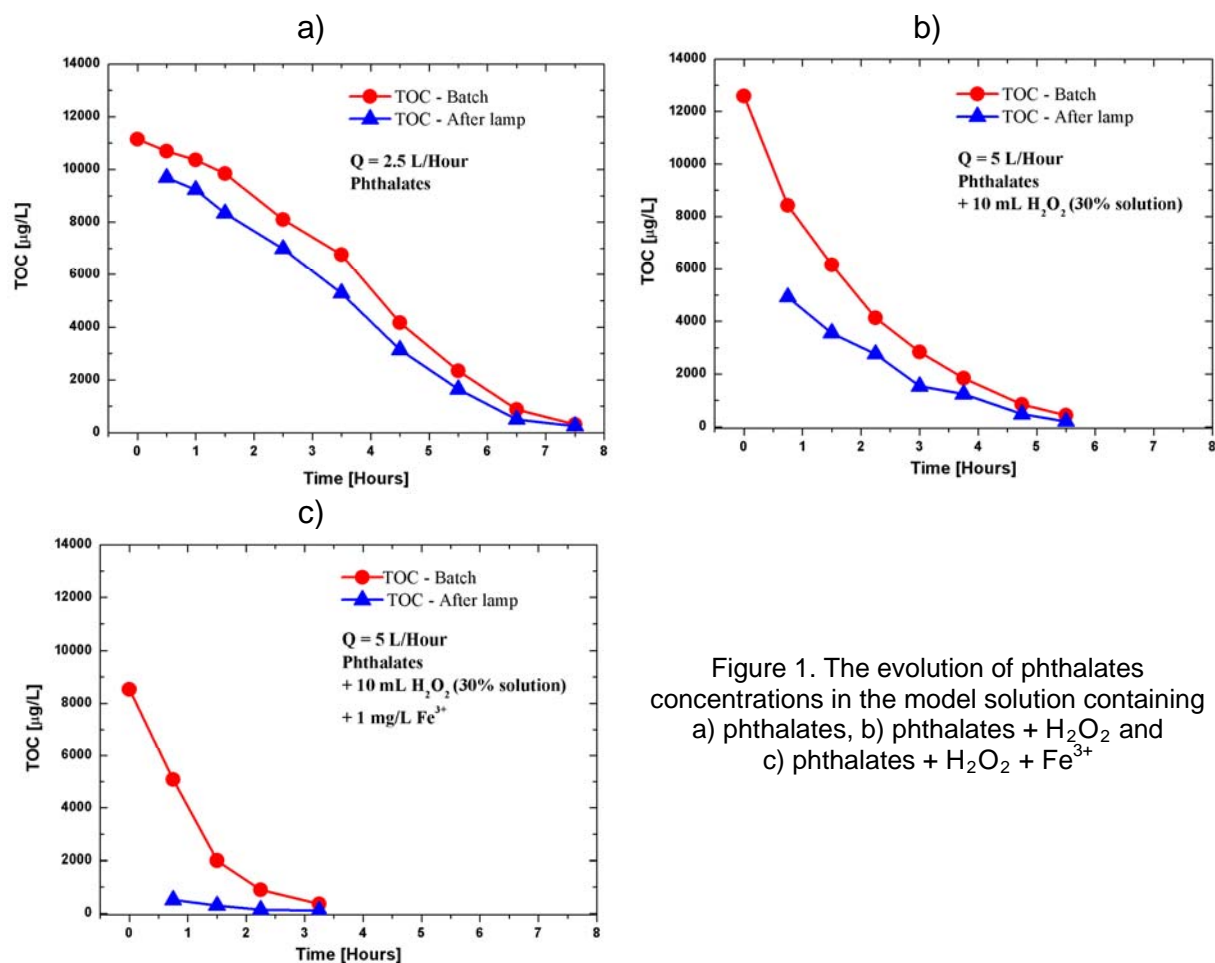 a)
14000
12000
10000
8000
6000
4000
2000
0
TOC [µg/L]
TOC - Batch
TOC - After lamp
Q = 2.5 L/Hour
Phthalates
0 1 2 3 4 5 6 7 8
Time [Hours]
b)
14000
12000
10000
8000
6000
4000
2000
0
TOC [µg/L]
TOC - Batch
TOC - After lamp
Q = 5 L/Hour
Phthalates
+ 10 mL H₂O₂ (30% solution)
0 1 2 3 4 5 6 7 8
Time [Hours]
c)
14000
12000
10000
8000
6000
4000
2000
0
TOC [µg/L]
TOC - Batch
TOC - After lamp
Q = 5 L/Hour
Phthalates
+ 10 mL H₂O₂ (30% solution)
+ 1 mg/L Fe³⁺
0 1 2 3 4 5 6 7 8
Time [Hours]
Figure 1. The evolution of phthalates
concentrations in the model solution containing
a) phthalates, b) phthalates + H₂O₂ and
c) phthalates + H₂O₂ + Fe³⁺